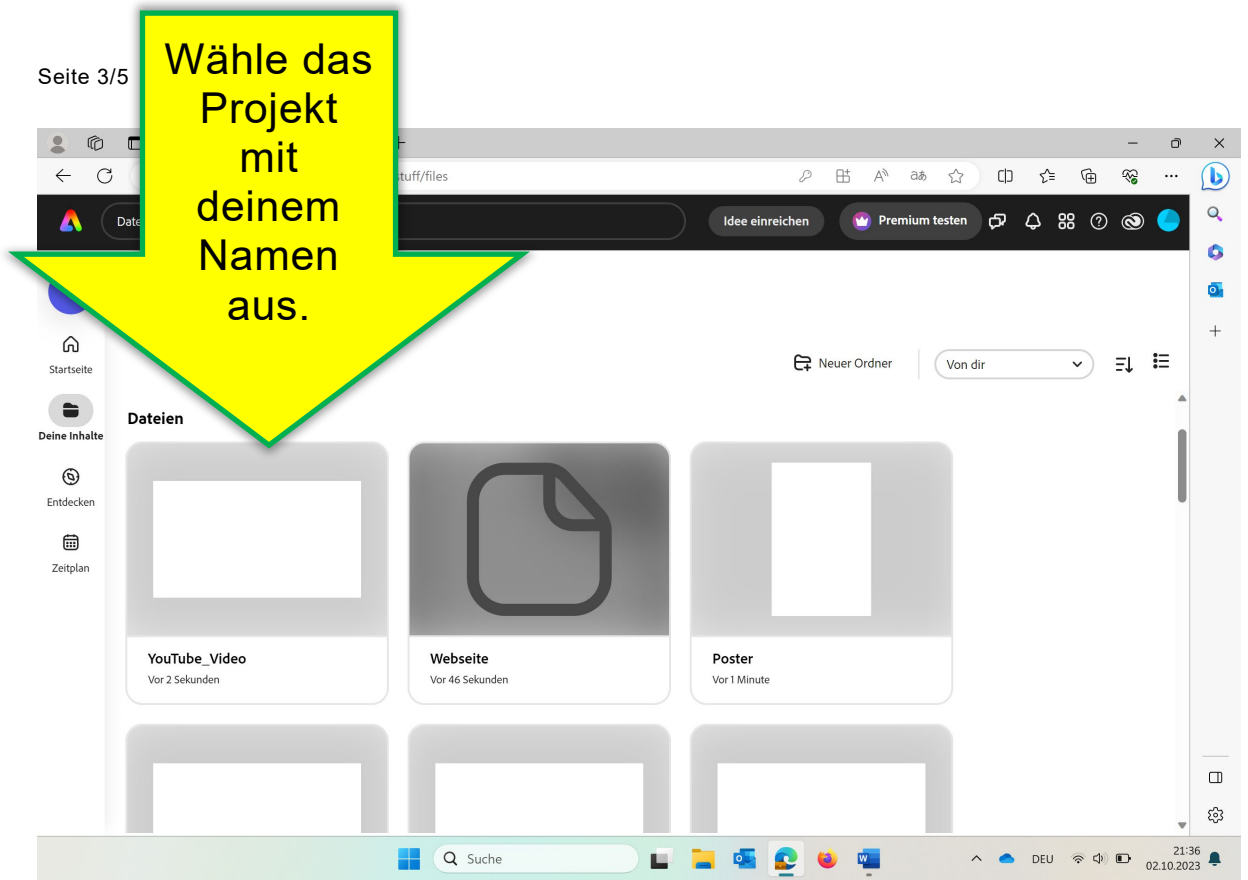 Seite 3/5
Wähle das
Projekt
mit
deinem
Namen
aus.
tuff/files
Date
Idee einreichen
Premium testen
Startseite
Neuer Ordner
Von dir
Deine Inhalte
Dateien
Entdecken
Zeitplan
YouTube_Video
Webseite
Poster
Vor 2 Sekunden
Vor 46 Sekunden
Vor 1 Minute
Suche
DEU
21:36
02.10.2023